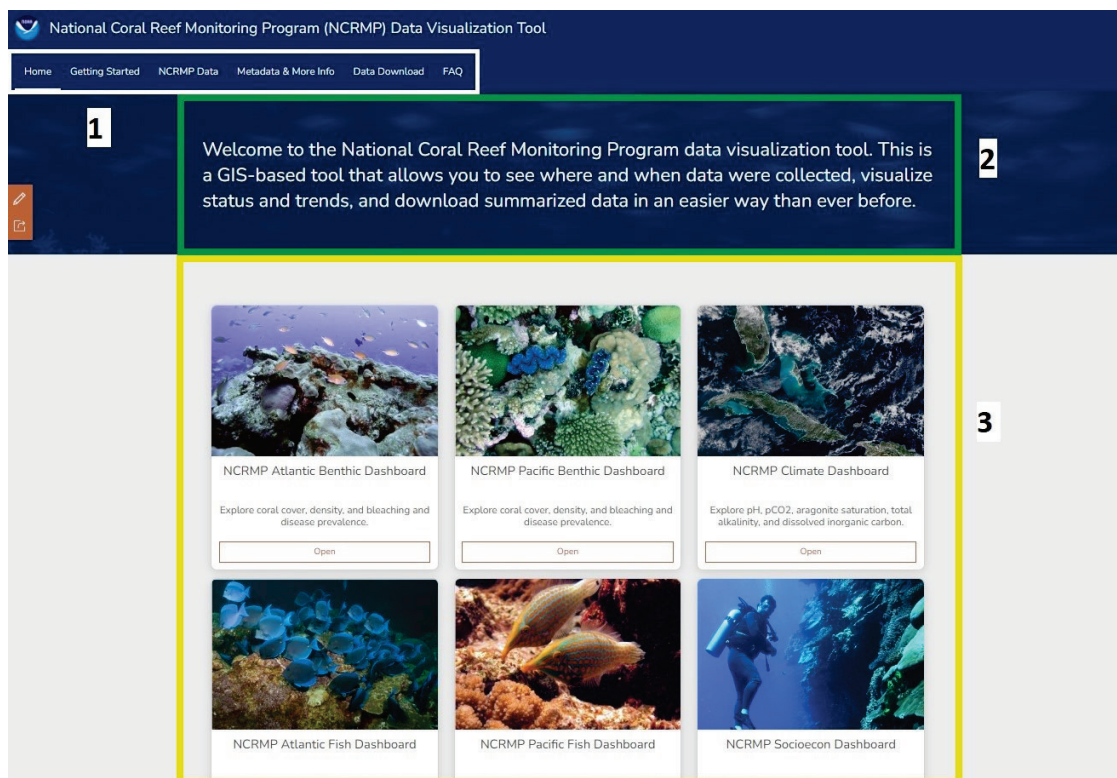 National Coral Reef Monitoring Program (NCRMP) Data Visualization Tool
Home Getting Started NCRMP Data Metadata & More Info Data Download FAQ
1
Welcome to the National Coral Reef Monitoring Program data visualization tool. This is
a GIS-based tool that allows you to see where and when data were collected, visualize
status and trends, and download summarized data in an easier way than ever before.
2
3
NCRMP Atlantic Benthic Dashboard
Explore coral cover, density, and bleaching and
disease prevalence.
Open
NCRMP Pacific Benthic Dashboard
Explore coral cover, density, and bleaching and
disease prevalence.
Open
NCRMP Climate Dashboard
Explore pH, pCO2, aragonite saturation, total
alkalinity, and dissolved inorganic carbon.
Open
NCRMP Atlantic Fish Dashboard
NCRMP Pacific Fish Dashboard
NCRMP Socioecon Dashboard